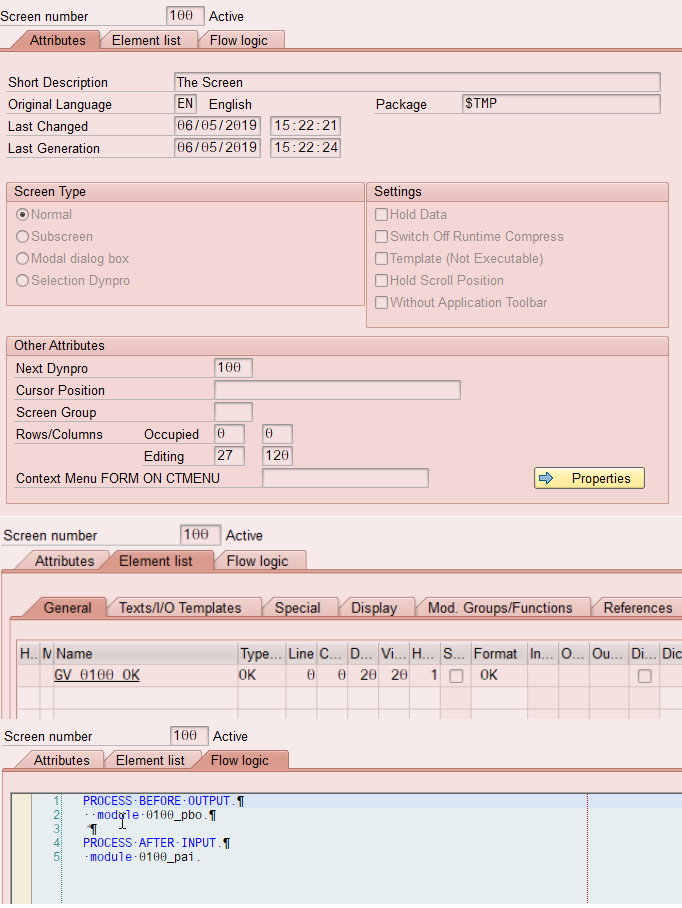 Screen number 100 Active
Attributes Element list Flow logic
Short Description The Screen
Original Language EN English Package $TMP
Last Changed 06/05/2019 15:22:21
Last Generation 06/05/2019 15:22:24
Screen Type Settings
Normal Hold Data
Subscreen Switch Off Runtime Compress
Modal dialog box Template (Not Executable)
Selection Dynpro Hold Scroll Position
Without Application Toolbar
Other Attributes
Next Dynpro 100
Cursor Position
Screen Group
Rows/Columns Occupied 0 0
Editing 27 120
Context Menu FORM ON CTMENU Properties
Screen number 100 Active
Attributes Element list Flow logic
General Texts/I/O Templates Special Display Mod. Groups/Functions References
H.. M Name Type... Line C... D... Vi... H... S... Format In... O... Ou... Di... Dic
GV_0100_OK OK 0 0 20 20 1 OK
Screen number 100 Active
Attributes Element list Flow logic
1 PROCESS·BEFORE·OUTPUT.¶
2 ··module·0100_pbo.¶
3 ·¶
4 PROCESS·AFTER·INPUT.¶
5 ·module·0100_pai.